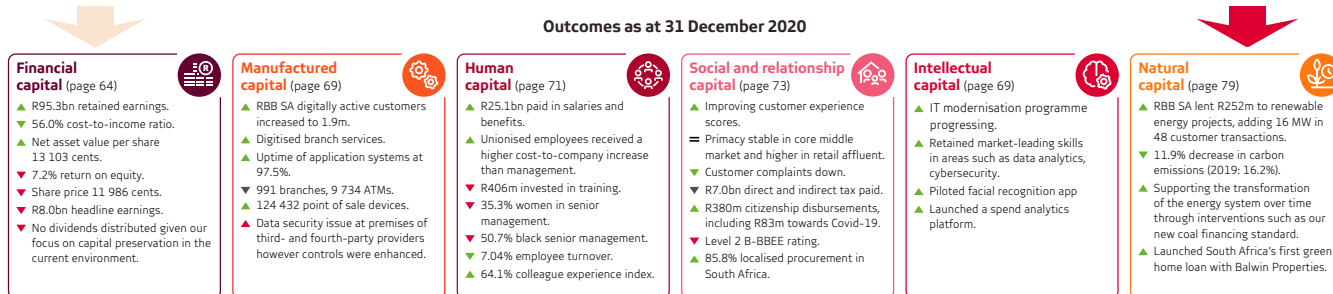 Outcomes as at 31 December 2020
Financial
capital (page 64)
R95.3bn retained earnings.
56.0% cost-to-income ratio.
Net asset value per share
13 103 cents.
7.2% return on equity.
Share price 11 986 cents.
R8.0bn headline earnings.
No dividends distributed given our
focus on capital preservation in the
current environment.
Manufactured
capital (page 69)
RBB SA digitally active customers
increased to 1.9m.
Digitised branch services.
Uptime of application systems at
97.5%.
991 branches, 9 734 ATMs.
124 432 point of sale devices.
Data security issue at premises of
third- and fourth-party providers
however controls were enhanced.
Human
capital (page 71)
R25.1bn paid in salaries and
benefits.
Unionised employees received a
higher cost-to-company increase
than management.
R406m invested in training.
35.3% women in senior
management.
50.7% black senior management.
7.04% employee turnover.
64.1% colleague experience index.
Social and relationship
capital (page 73)
Improving customer experience
scores.
= Primacy stable in core middle
market and higher in retail affluent.
Customer complaints down.
R7.0bn direct and indirect tax paid.
R380m citizenship disbursements,
including R83m towards Covid-19.
Level 2 B-BBEE rating.
85.8% localised procurement in
South Africa.
Intellectual
capital (page 69)
IT modernisation programme
progressing.
Retained market-leading skills
in areas such as data analytics,
cybersecurity.
Piloted facial recognition app
Launched a spend analytics
platform.
Natural
capital (page 79)
RBB SA lent R252m to renewable
energy projects, adding 16 MW in
48 customer transactions.
11.9% decrease in carbon
emissions (2019: 16.2%).
Supporting the transformation
of the energy system over time
through interventions such as our
new coal financing standard.
Launched South Africa's first green
home loan with Balwin Properties.